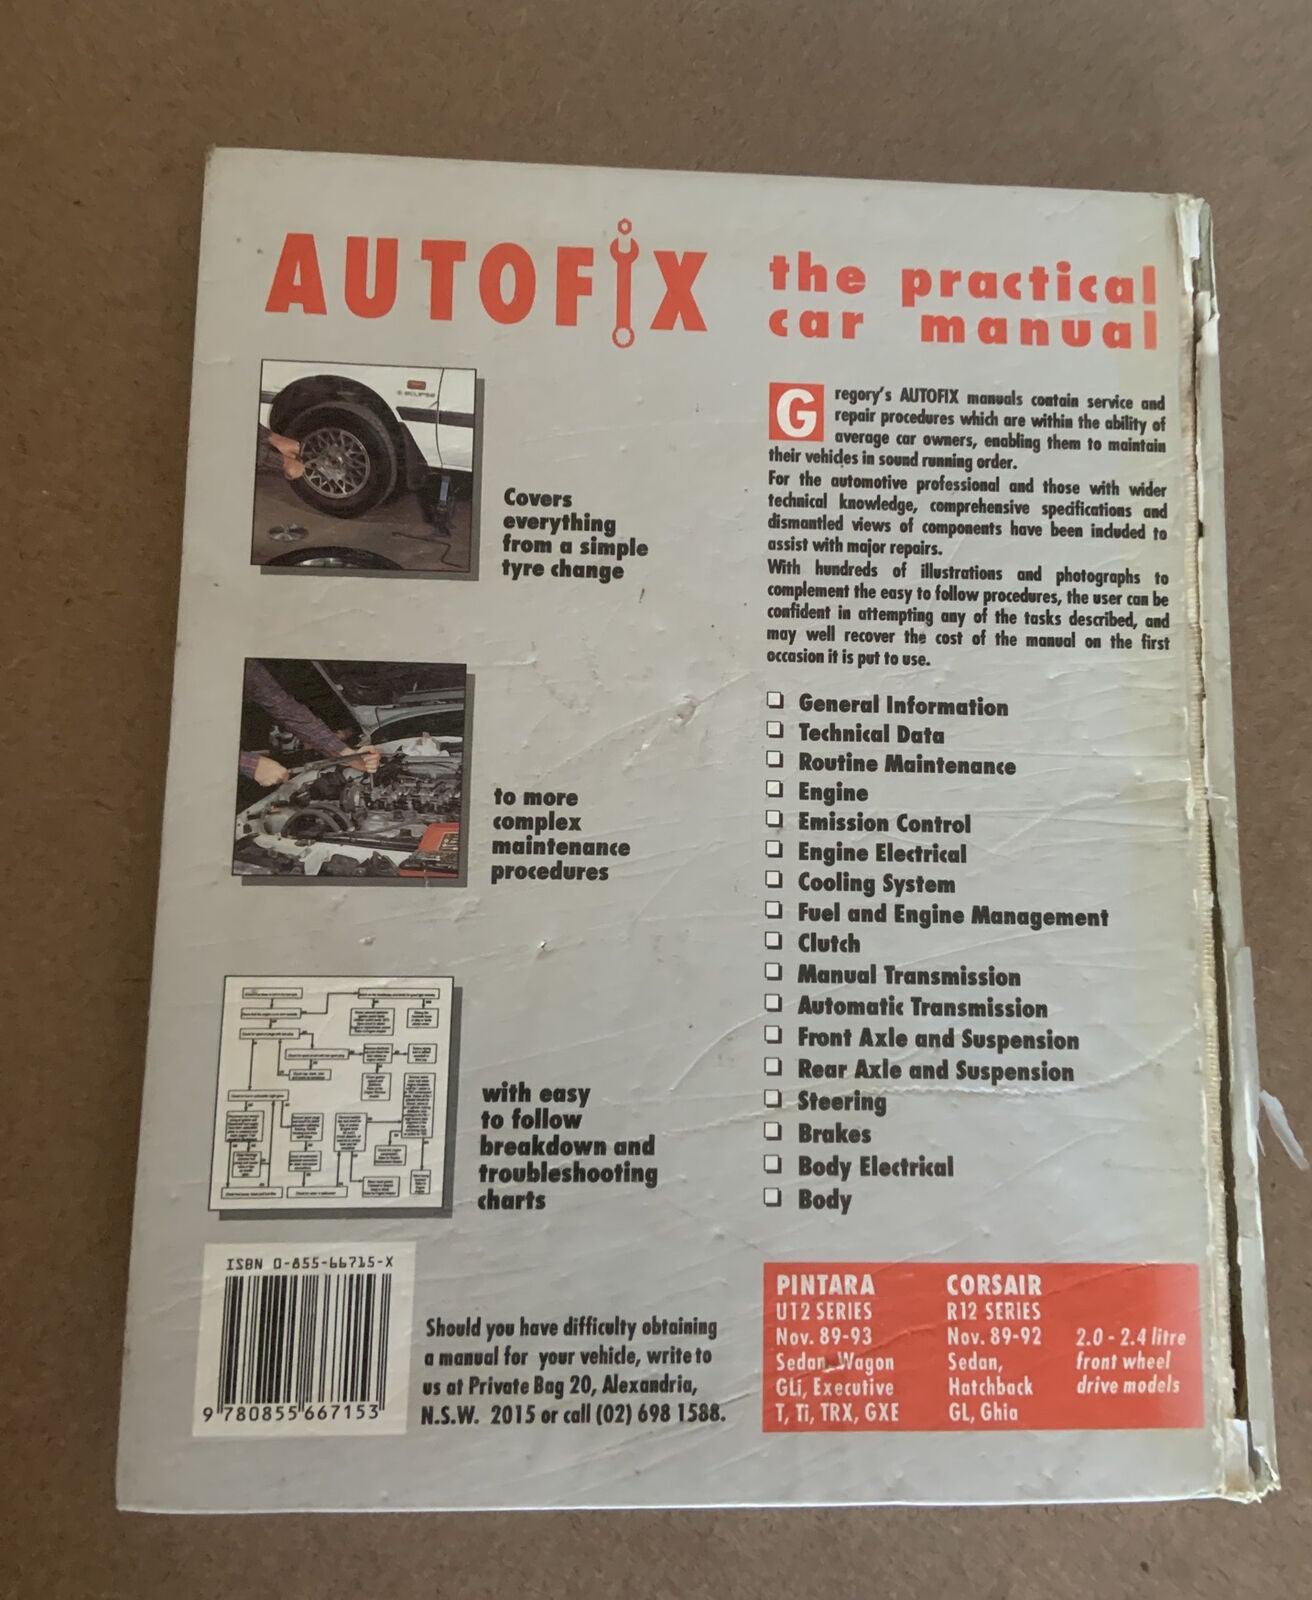 AUTOFIX
the practical
car manual
ECLIPSE
Covers
everything
from a simple
tyre change
to more
complex
maintenance
procedures
with easy
to follow
breakdown and
troubleshooting
charts
Gregory's AUTOFIX manuals contain service and
repair procedures which are within the ability of
average car owners, enabling them to maintain
their vehicles in sound running order.
For the automotive professional and those with wider
technical knowledge, comprehensive specifications and
dismantled views of components have been included to
assist with major repairs.
With hundreds of illustrations and photographs to
complement the easy to follow procedures, the user can be
confident in attempting any of the tasks described, and
may well recover the cost of the manual on the first
occasion it is put to use.
General Information
Technical Data
Routine Maintenance
Engine
Emission Control
Engine Electrical
Cooling System
Fuel and Engine Management
Clutch
Manual Transmission
Automatic Transmission
Front Axle and Suspension
Rear Axle and Suspension
Steering
Brakes
Body Electrical
Body
ISBN 0-855-66715-X
9 780855 667153
Should you have difficulty obtaining
a manual for your vehicle, write to
us at Private Bag 20, Alexandria,
N.S.W. 2015 or call (02) 698 1588.
PINTARA
U12 SERIES
Nov. 89-93
Sedan, Wagon
GLi, Executive
T, Ti, TRX, GXE
CORSAIR
R12 SERIES
Nov. 89-92
Sedan,
Hatchback
GL, Ghia
2.0 - 2.4 litre
front wheel
drive models